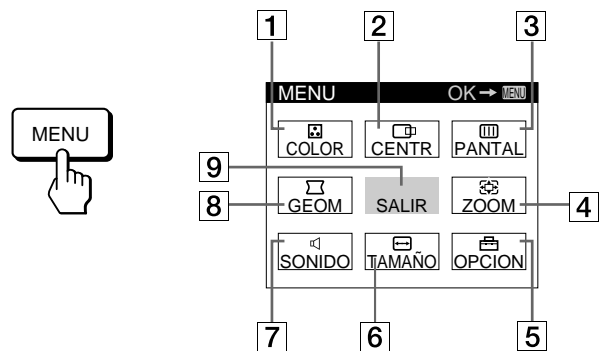 1 2 3
MENU OK→ MENU
MENU
COLOR CENTR PANTAL
9
8 GEOM SALIR ZOOM 4
SONIDO TAMAÑO OPCION
7 6 5